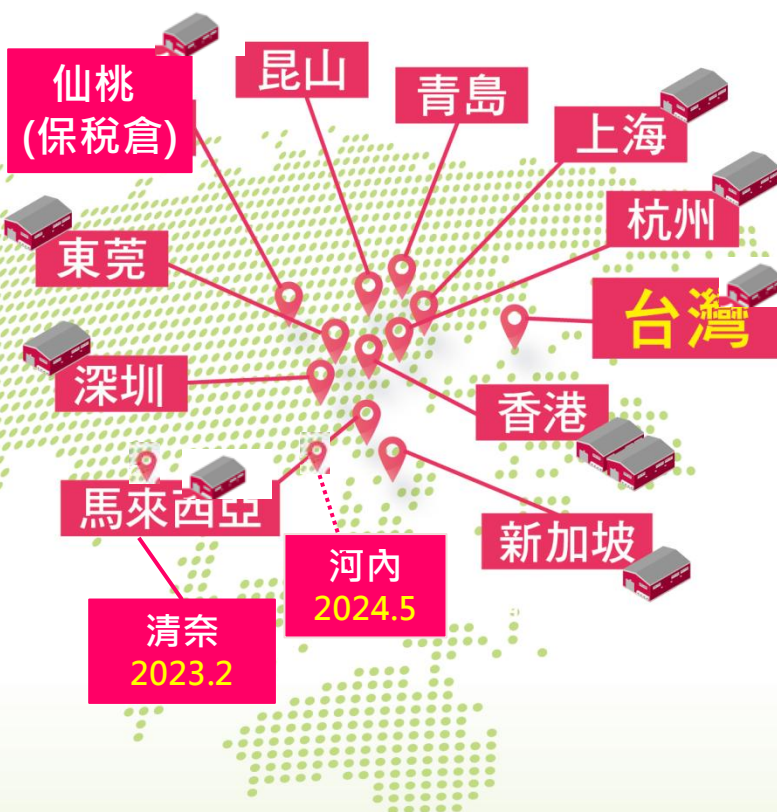 仙桃
(保稅倉)
昆山
青島
上海
杭州
東莞
台灣
深圳
香港
馬來西亞
新加坡
河內
2024.5
清奈
2023.2